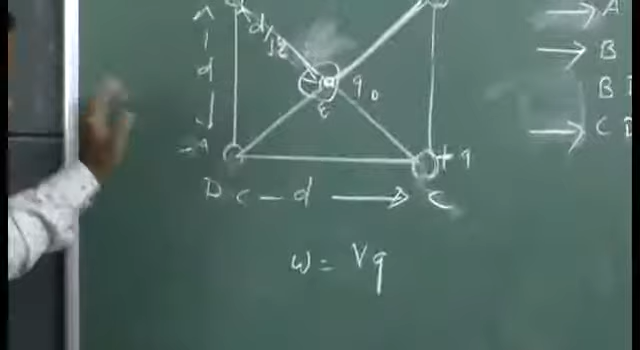 d/√2
→ A
→ B
d
q₀
B D
E
→ C D
-q
+q
D ← d → C
W = Vq